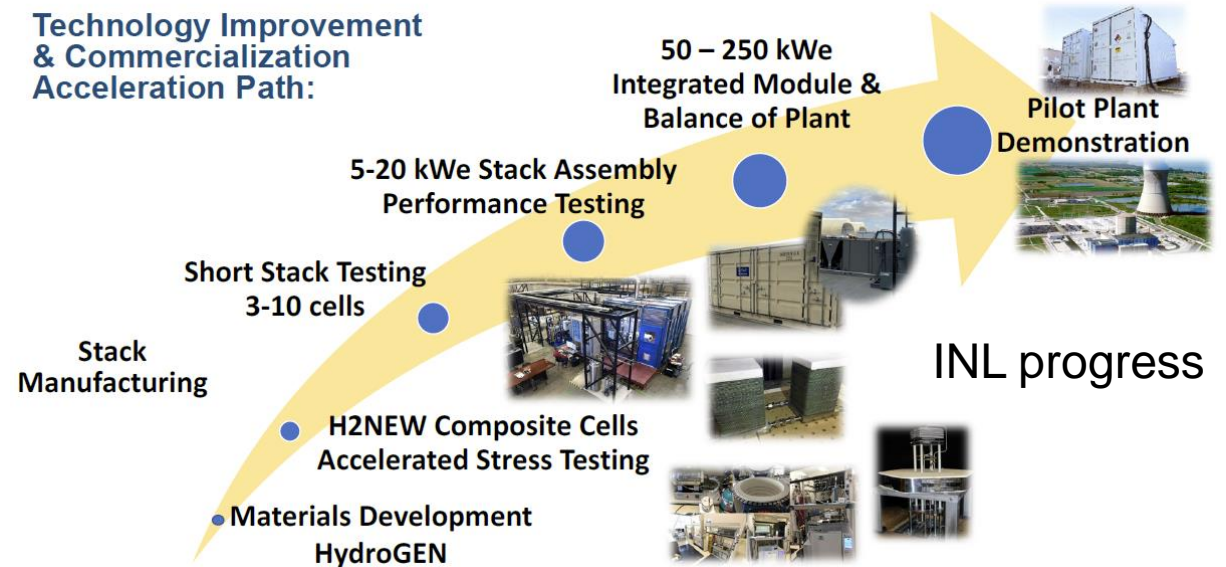 Technology Improvement
& Commercialization
Acceleration Path:
50 – 250 kWe
Integrated Module &
Balance of Plant
Pilot Plant
Demonstration
5-20 kWe Stack Assembly
Performance Testing
Short Stack Testing
3-10 cells
Stack
Manufacturing
INL progress
H2NEW Composite Cells
Accelerated Stress Testing
Materials Development
HydroGEN